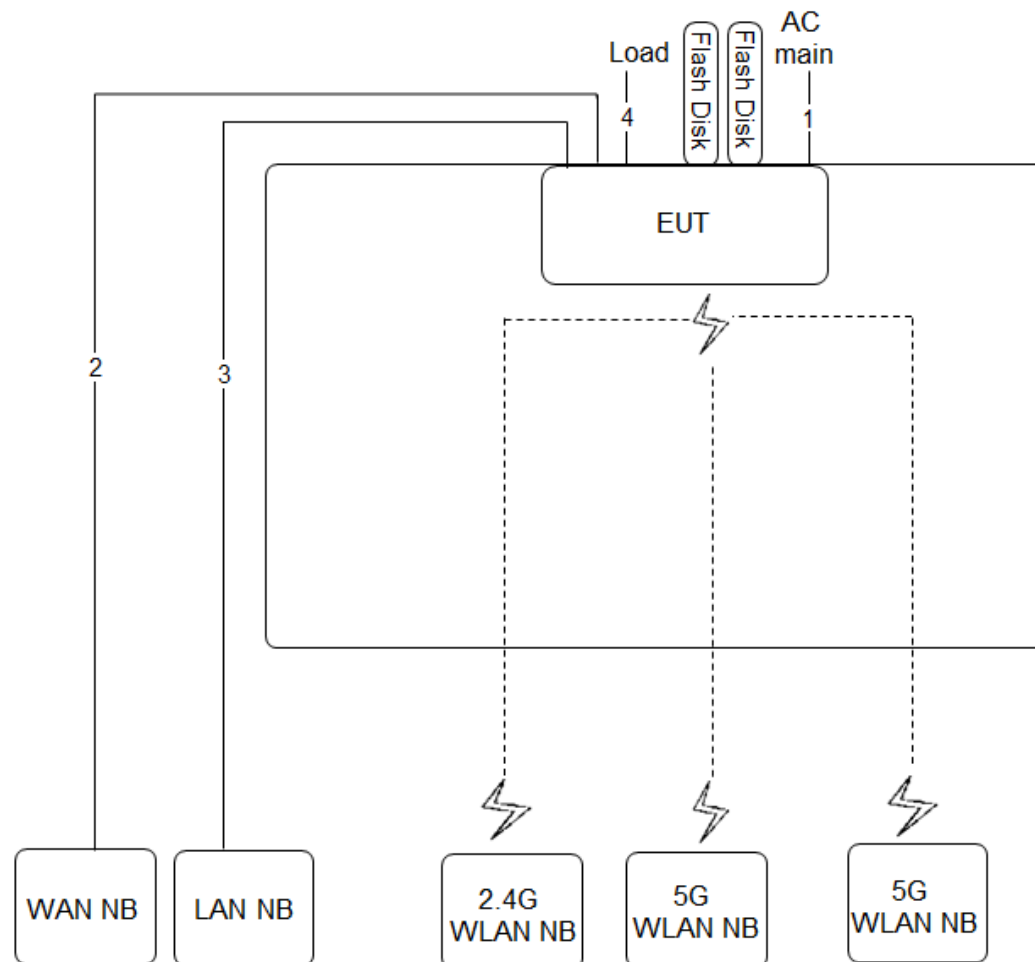 Load
Flash Disk
Flash Disk
AC
main
4
1
EUT
2
3
WAN NB
LAN NB
2.4G
WLAN NB
5G
WLAN NB
5G
WLAN NB